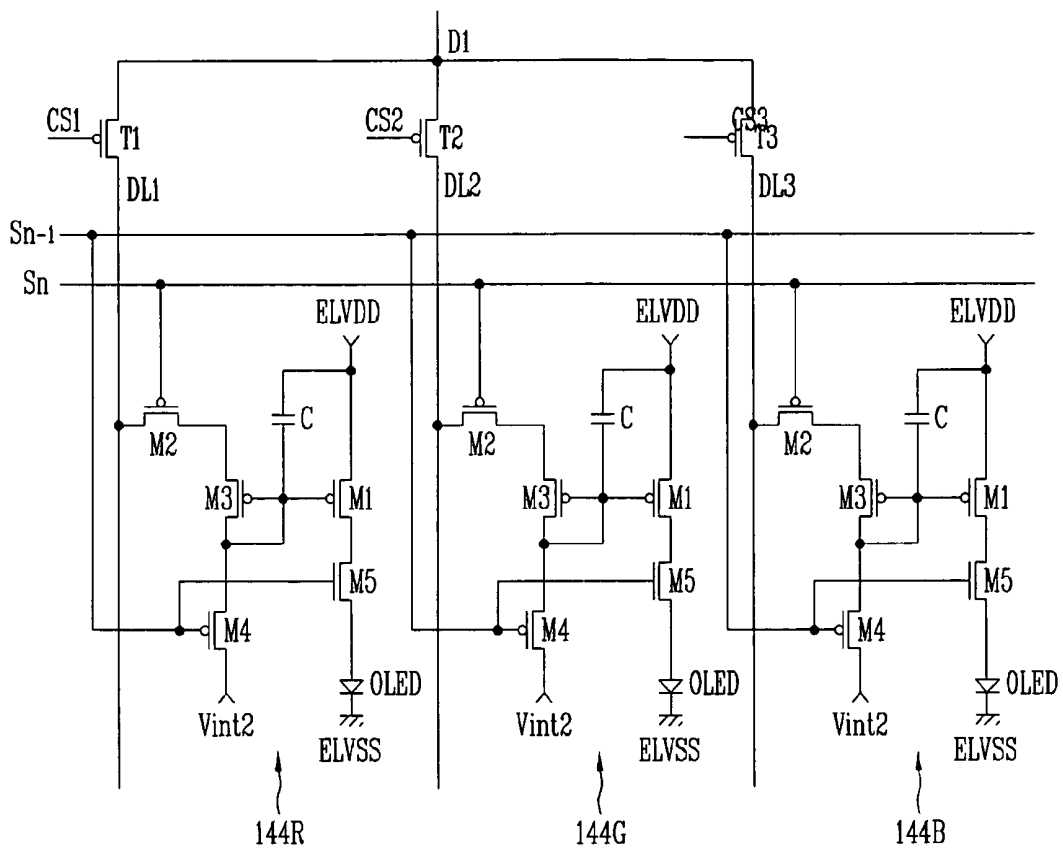 D1
CS1 T1 CS2 T2 CS3 T3
DL1 DL2 DL3
Sn-1
Sn
ELVDD ELVDD ELVDD
C C C
M2 M2 M2
M3 M1 M3 M1 M3 M1
M5 M5 M5
M4 M4 M4
OLED OLED OLED
Vint2 Vint2 Vint2
ELVSS ELVSS ELVSS
144R 144G 144B